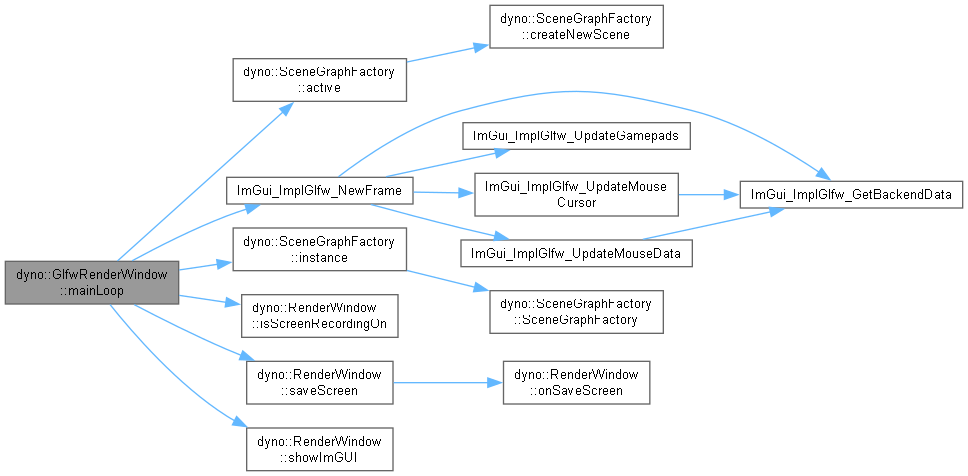 dyno::SceneGraphFactory
::createNewScene
dyno::SceneGraphFactory
::active
ImGui_ImplGlfw_UpdateGamepads
ImGui_ImplGlfw_NewFrame
ImGui_ImplGlfw_UpdateMouse
Cursor
ImGui_ImplGlfw_GetBackendData
dyno::SceneGraphFactory
::instance
ImGui_ImplGlfw_UpdateMouseData
dyno::GlfwRenderWindow
::mainLoop
dyno::RenderWindow
::isScreenRecordingOn
dyno::SceneGraphFactory
::SceneGraphFactory
dyno::RenderWindow
::saveScreen
dyno::RenderWindow
::onSaveScreen
dyno::RenderWindow
::showImGUI